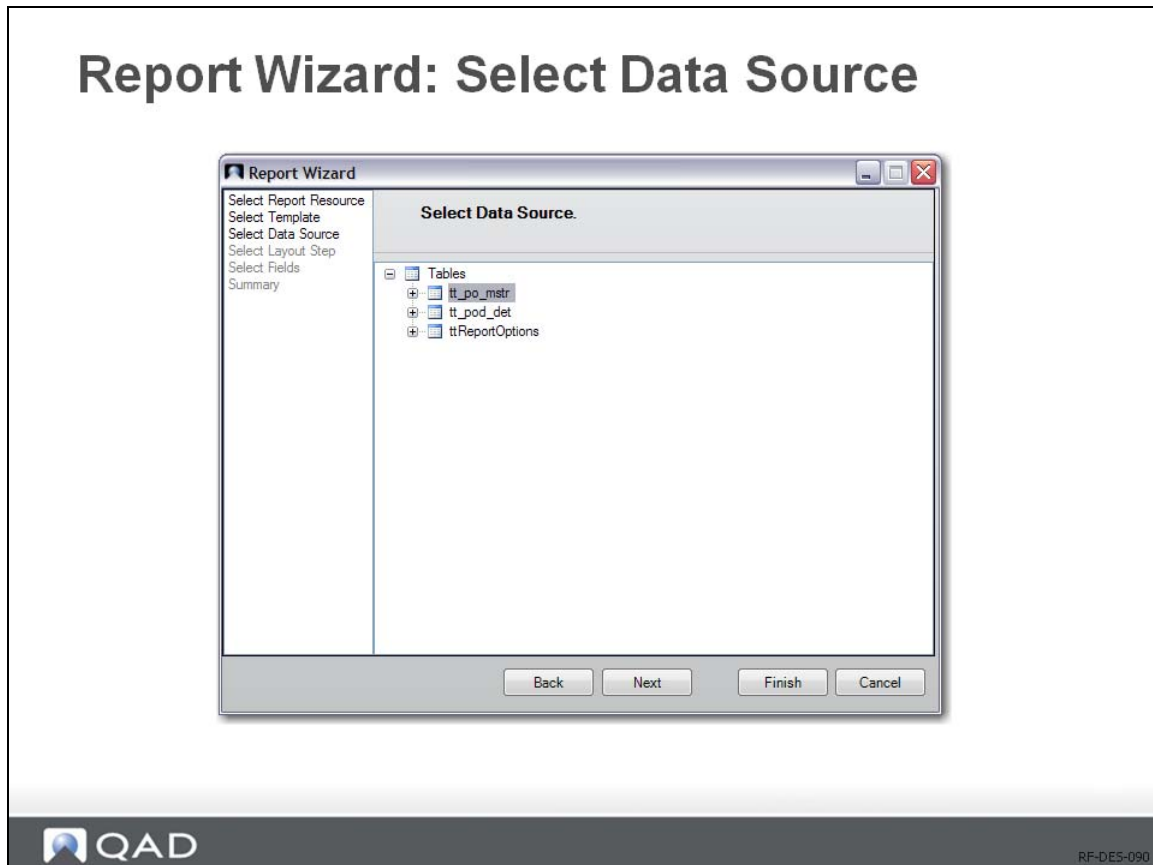 Report Wizard: Select Data Source
Report Wizard
Select Report Resource
Select Template
Select Data Source
Select Layout Step
Select Fields
Summary
Select Data Source.
Tables
tt_po_mstr
tt_pod_det
ttReportOptions
Back Next Finish Cancel
QAD
RF-DES-090